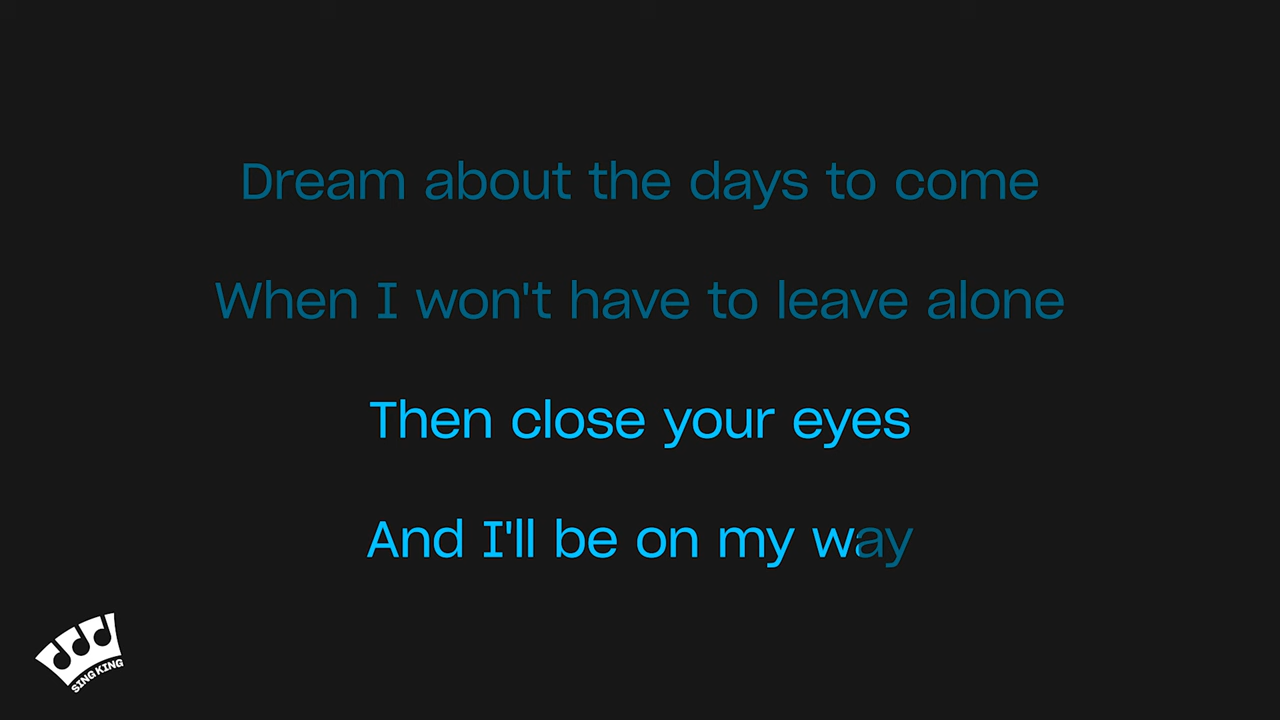 Dream about the days to come
When I won't have to leave alone
Then close your eyes
And I'll be on my way
SING KING